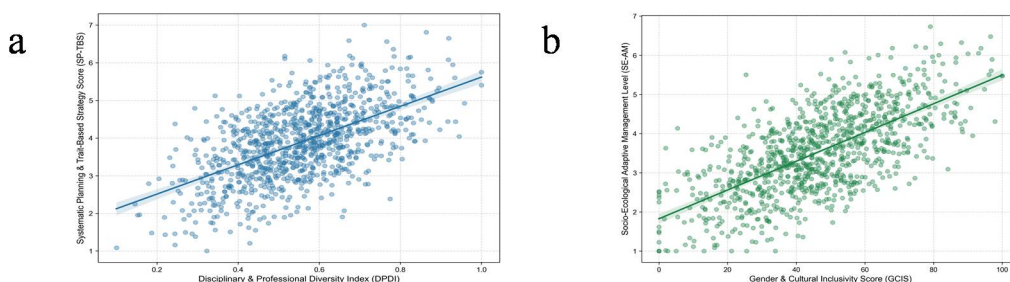 a
7
6
5
4
3
2
1
Systematic Planning & Trait-Based Strategy Score (SP-TBS)
0.2 0.4 0.6 0.8 1.0
Disciplinary & Professional Diversity Index (DPDI)
b
7
6
5
4
3
2
1
Socio-Ecological Adaptive Management Level (SE-AM)
0 20 40 60 80 100
Gender & Cultural Inclusivity Score (GCIS)